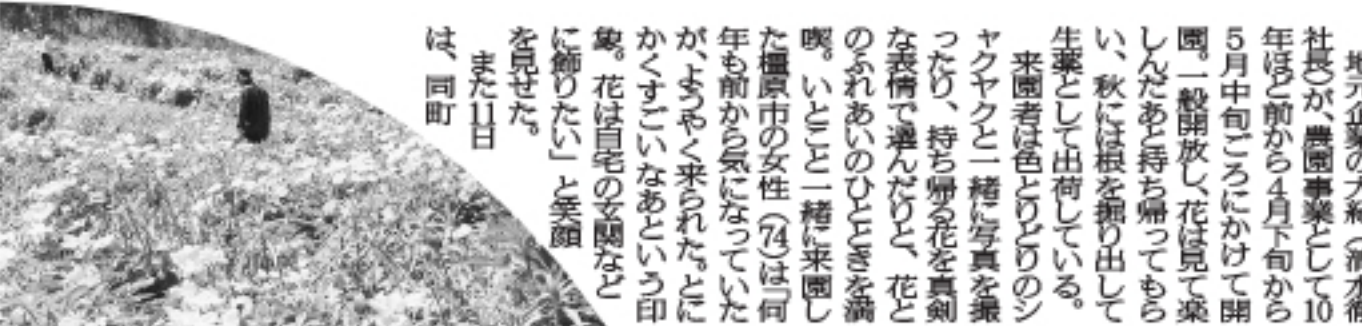 地元企業の大
社長)が、農園事業として10
年ほど前から4月下旬から
5月中旬ごろにかけて開
園。一般開放し、花は見て楽
しんだあと持ち帰ってもら
い、秋には根を掘り出して
生薬として出荷している。
来園者は色とりどりのシ
ャクヤクと一緒に写真を撮
ったり、持ち帰る花を真剣
な表情で選んだりと、花と
のふれあいのひとときを満
喫。いとこと一緒に来園し
た橿原市の女性(74)は「何
年も前から気になっていた
が、ようやく来られた。とに
かくすごいなあという印
象。花は自宅の玄関など
に飾りたい」と笑顔
を見せた。
また11日
は、同町